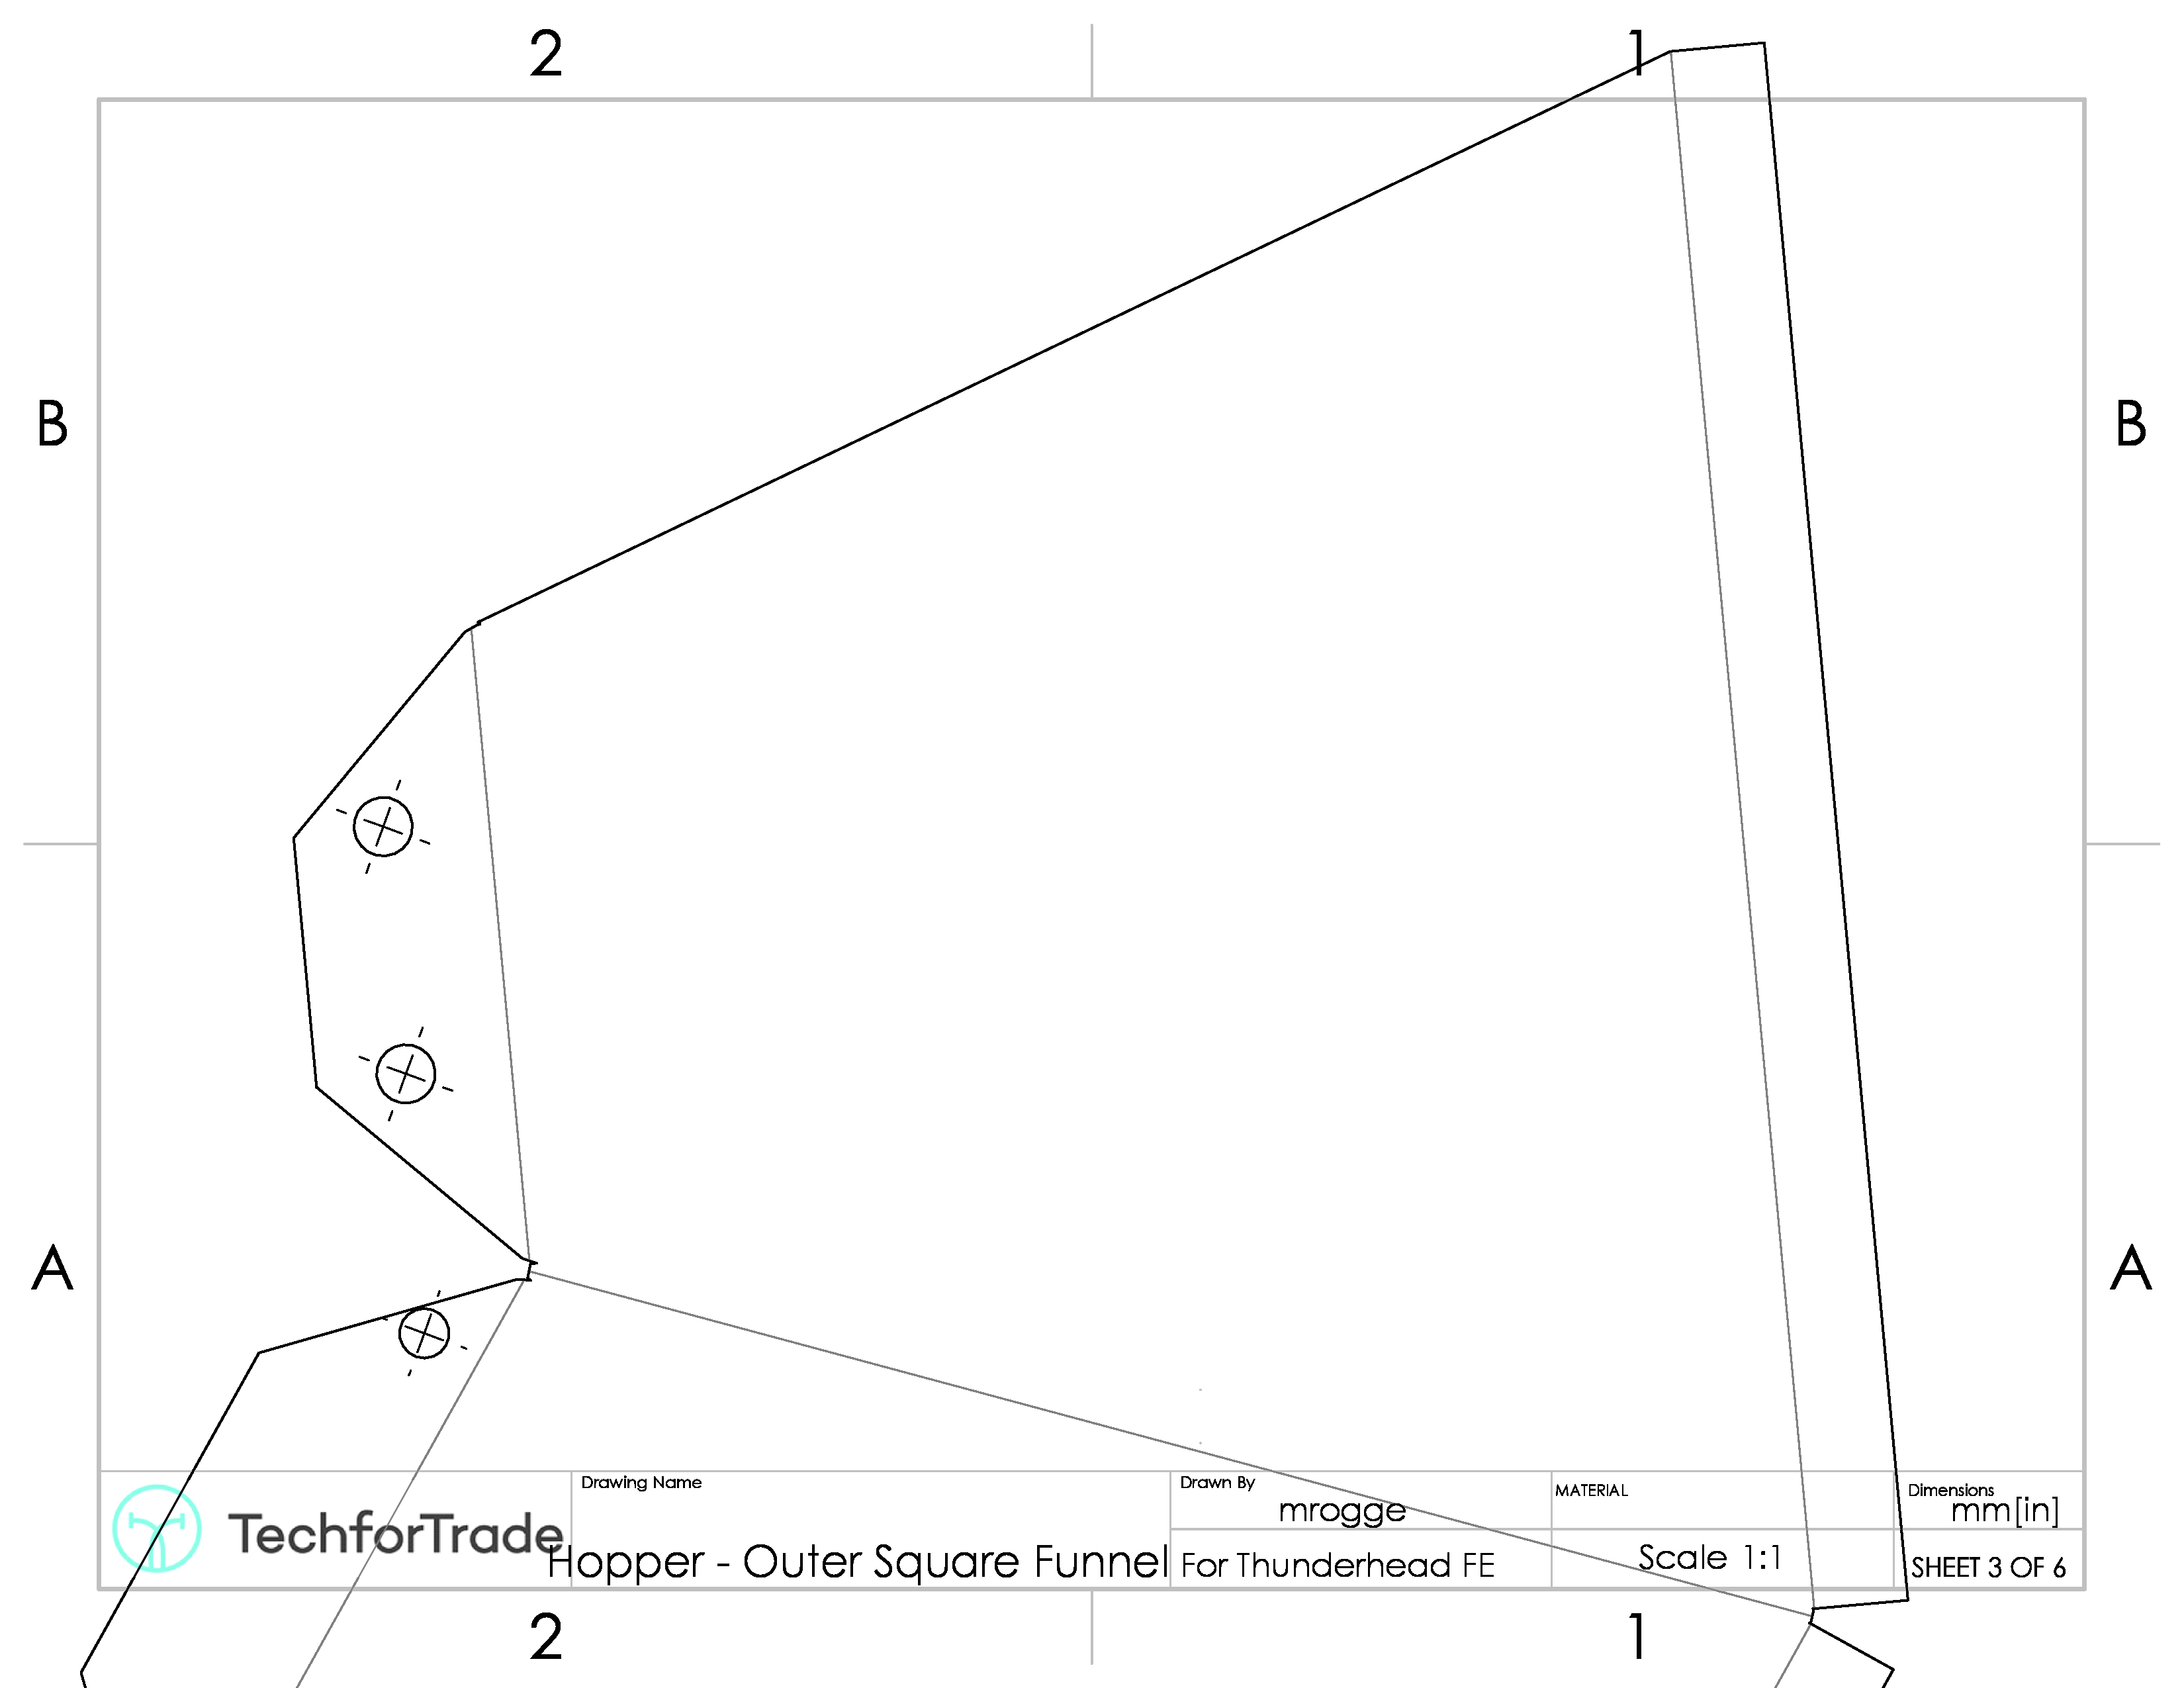 2
1
B
B
A
A
TechforTrade
Drawing Name
Hopper - Outer Square Funnel
Drawn By
mrogge
For Thunderhead FE
MATERIAL
Scale 1:1
Dimensions
mm[in]
SHEET 3 OF 6
2
1